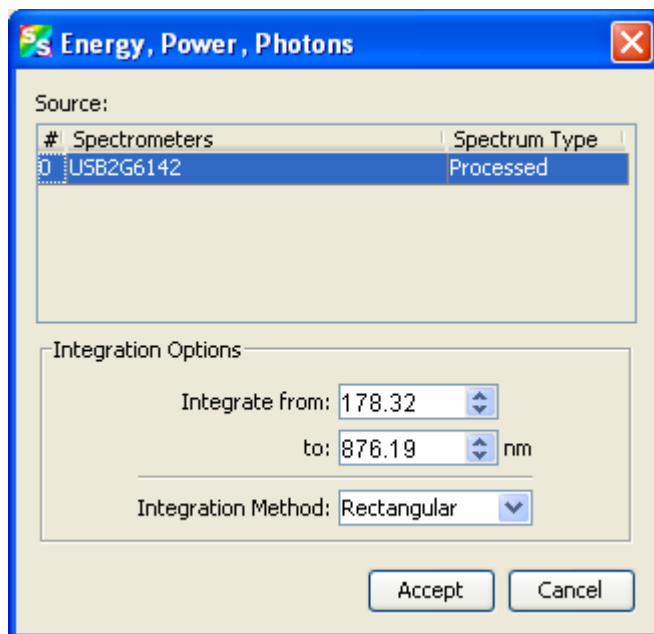 SS Energy, Power, Photons
Source:
# Spectrometers Spectrum Type
0 USB2G6142 Processed
Integration Options
Integrate from: 178.32
to: 876.19 nm
Integration Method: Rectangular
Accept Cancel